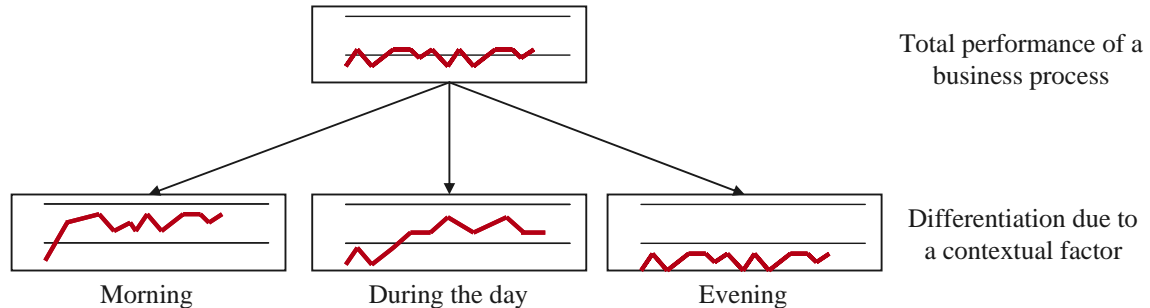 Total performance of a
business process
Differentiation due to
a contextual factor
Morning
During the day
Evening